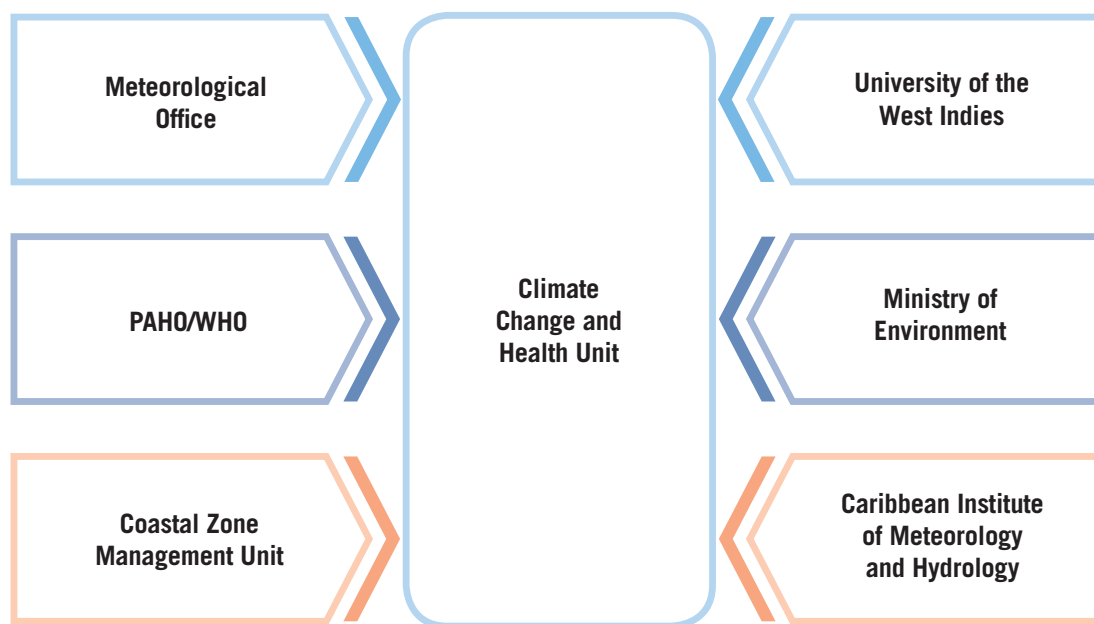 Meteorological
Office
PAHO/WHO
Coastal Zone
Management Unit
Climate
Change and
Health Unit
University of the
West Indies
Ministry of
Environment
Caribbean Institute
of Meteorology
and Hydrology